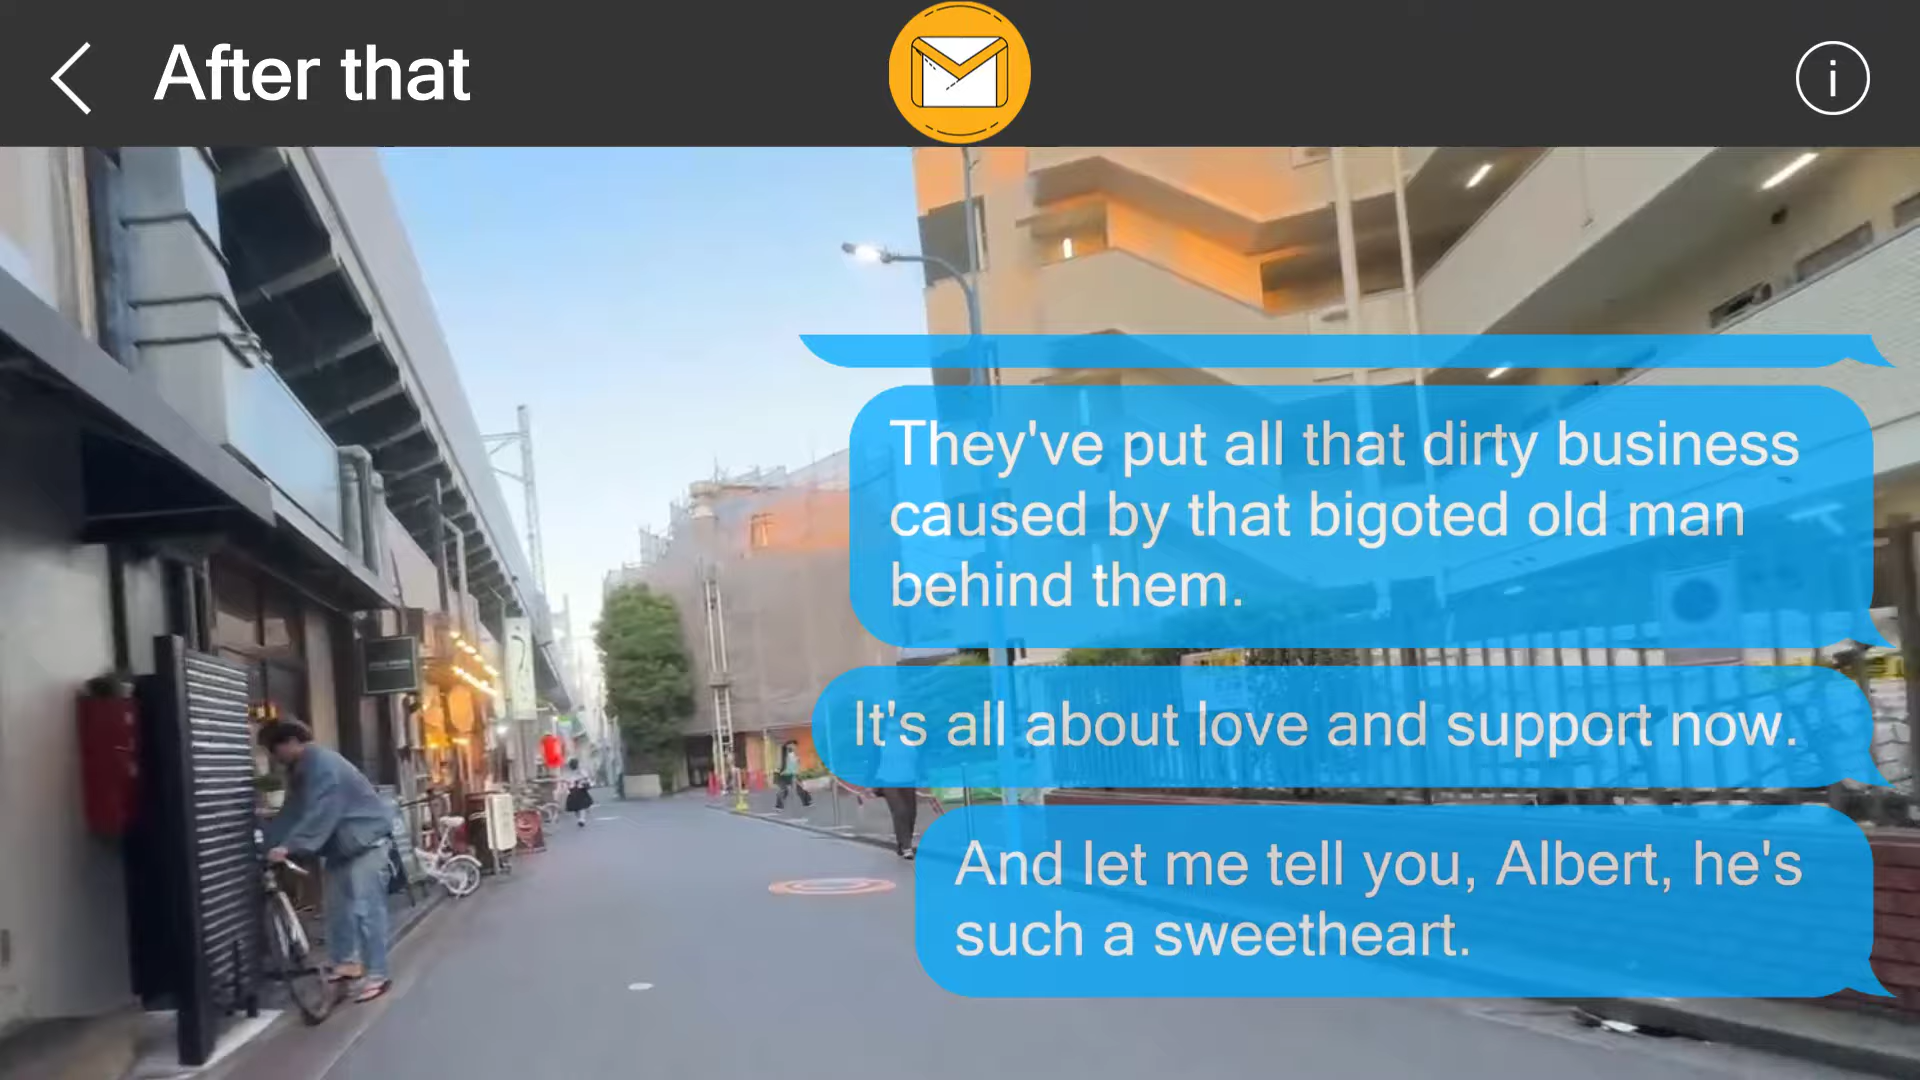 After that
They've put all that dirty business
caused by that bigoted old man
behind them.
It's all about love and support now.
And let me tell you, Albert, he's
such a sweetheart.